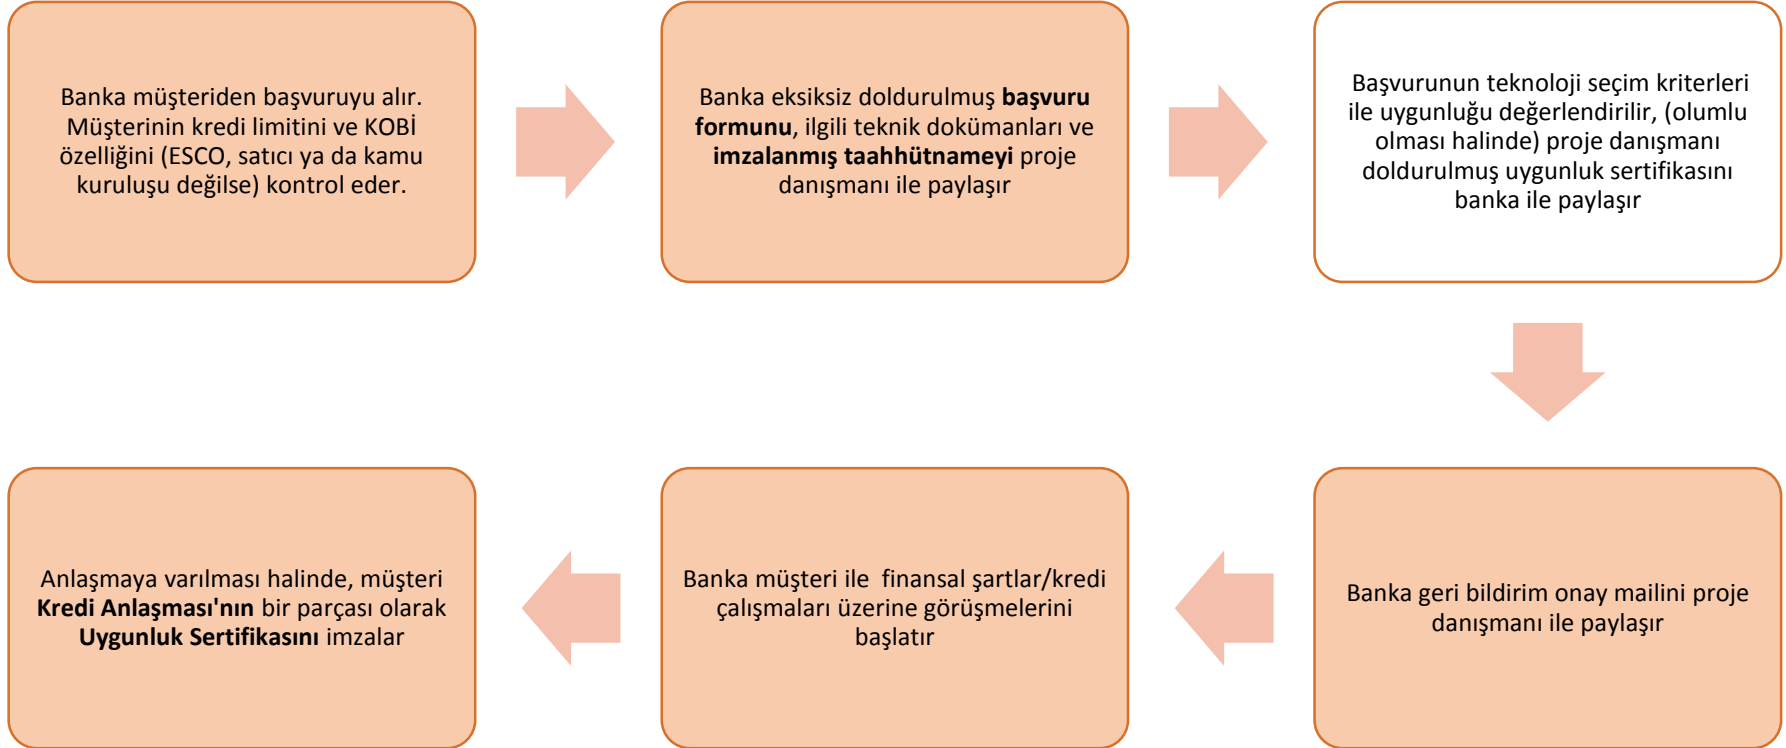 Banka müşteriden başvuruyu alır.
Müşterinin kredi limitini ve KOBİ
özelliğini (ESCO, satıcı ya da kamu
kuruluşu değilse) kontrol eder.
Banka eksiksiz doldurulmuş başvuru
formunu, ilgili teknik dokümanları ve
imzalanmış taahhütnameyi proje
danışmanı ile paylaşır
Başvurunun teknoloji seçim kriterleri
ile uygunluğu değerlendirilir, (olumlu
olması halinde) proje danışmanı
doldurulmuş uygunluk sertifikasını
banka ile paylaşır
Banka geri bildirim onay mailini proje
danışmanı ile paylaşır
Banka müşteri ile finansal şartlar/kredi
çalışmaları üzerine görüşmelerini
başlatır
Anlaşmaya varılması halinde, müşteri
Kredi Anlaşması'nın bir parçası olarak
Uygunluk Sertifikasını imzalar